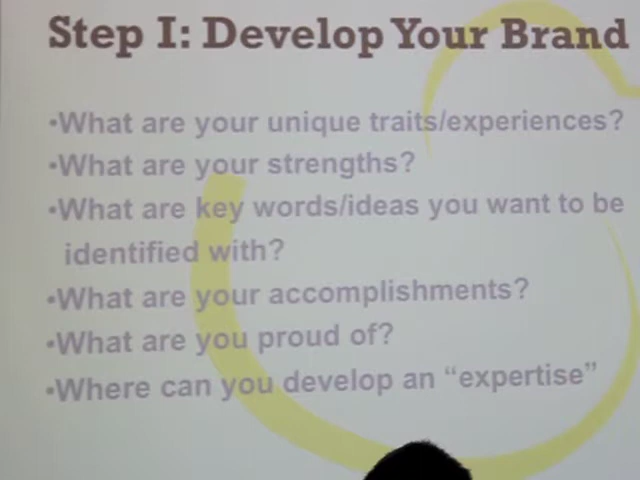 Step I: Develop Your Brand
•What are your unique traits/experiences?
•What are your strengths?
•What are key words/ideas you want to be
identified with?
•What are your accomplishments?
•What are you proud of?
•Where can you develop an “expertise”